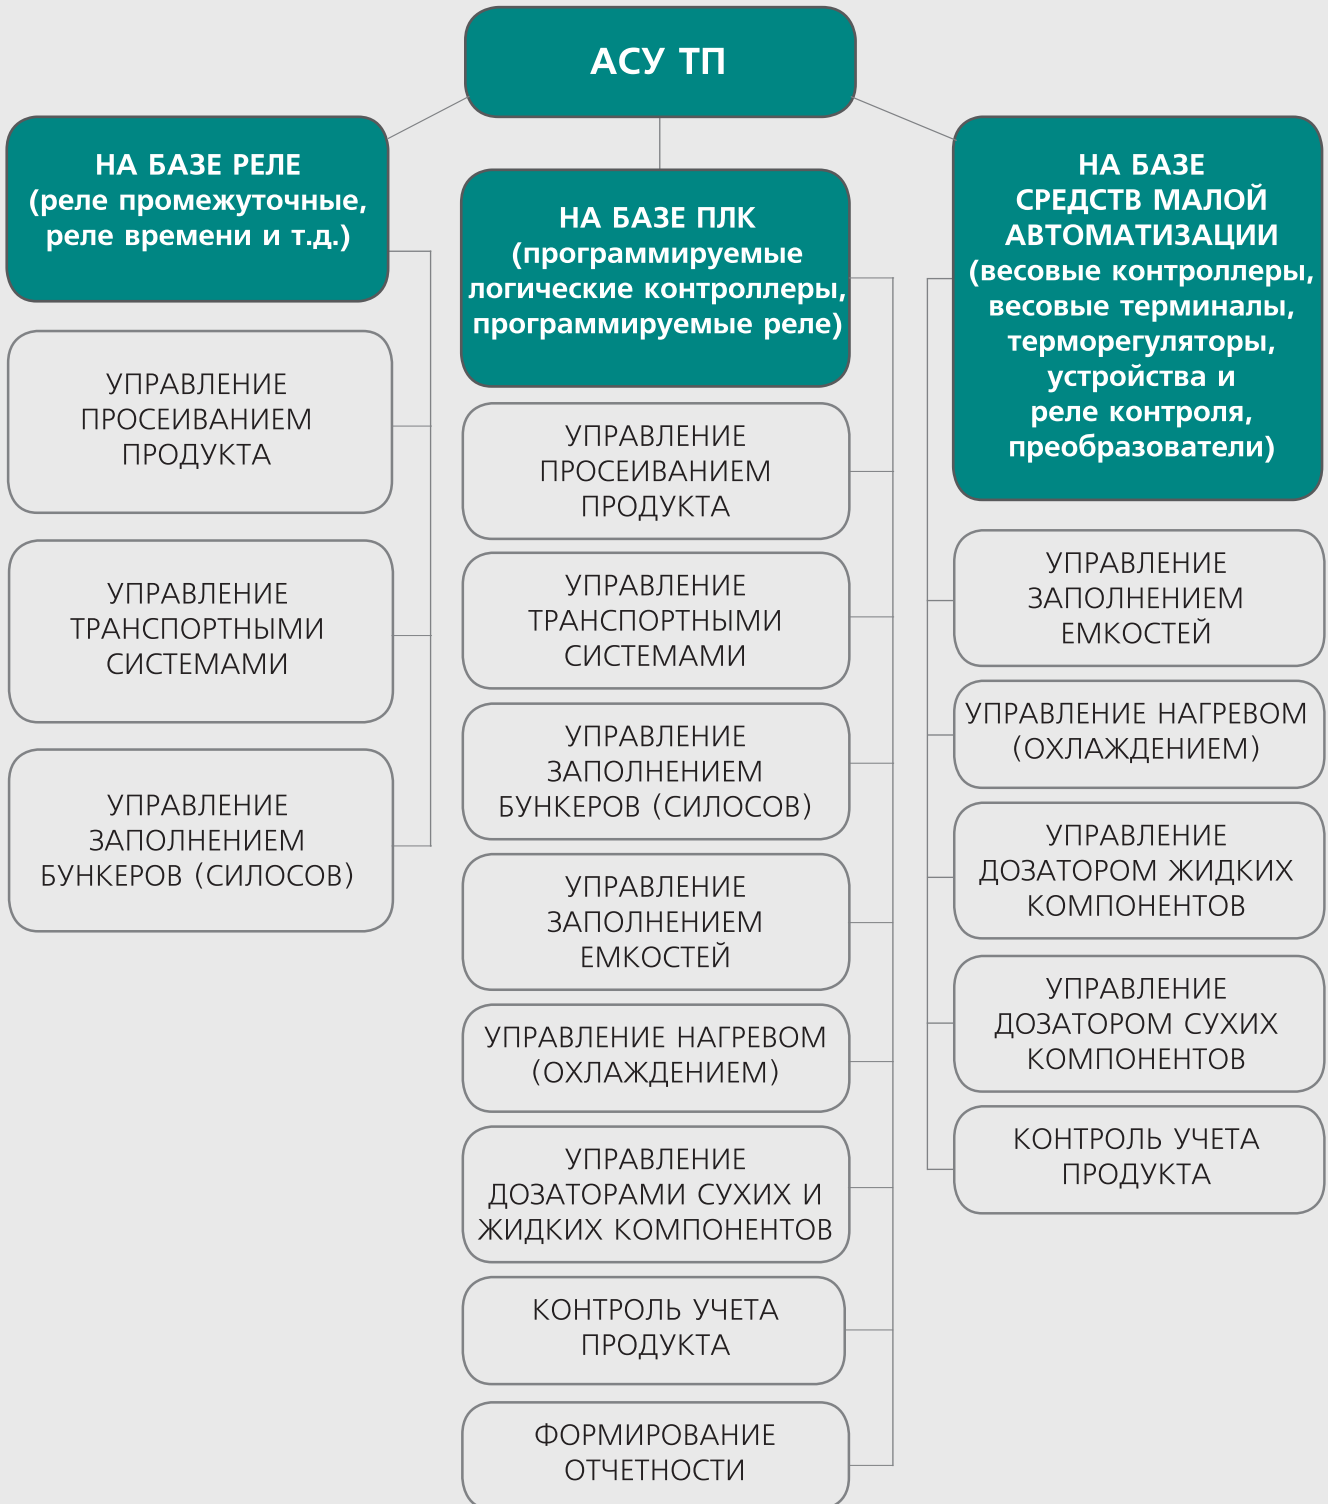 АСУ ТП
НА БАЗЕ РЕЛЕ
(реле промежуточные,
реле времени и т.д.)
УПРАВЛЕНИЕ
ПРОСЕИВАНИЕМ
ПРОДУКТА
УПРАВЛЕНИЕ
ТРАНСПОРТНЫМИ
СИСТЕМАМИ
УПРАВЛЕНИЕ
ЗАПОЛНЕНИЕМ
БУНКЕРОВ (СИЛОСОВ)
НА БАЗЕ ПЛК
(программируемые
логические контроллеры,
программируемые реле)
УПРАВЛЕНИЕ
ПРОСЕИВАНИЕМ
ПРОДУКТА
УПРАВЛЕНИЕ
ТРАНСПОРТНЫМИ
СИСТЕМАМИ
УПРАВЛЕНИЕ
ЗАПОЛНЕНИЕМ
БУНКЕРОВ (СИЛОСОВ)
УПРАВЛЕНИЕ
ЗАПОЛНЕНИЕМ
ЕМКОСТЕЙ
УПРАВЛЕНИЕ НАГРЕВОМ
(ОХЛАЖДЕНИЕМ)
УПРАВЛЕНИЕ
ДОЗАТОРАМИ СУХИХ И
ЖИДКИХ КОМПОНЕНТОВ
КОНТРОЛЬ УЧЕТА
ПРОДУКТА
ФОРМИРОВАНИЕ
ОТЧЕТНОСТИ
НА БАЗЕ
СРЕДСТВ МАЛОЙ
АВТОМАТИЗАЦИИ
(весовые контроллеры,
весовые терминалы,
терморегуляторы,
устройства и
реле контроля,
преобразователи)
УПРАВЛЕНИЕ
ЗАПОЛНЕНИЕМ
ЕМКОСТЕЙ
УПРАВЛЕНИЕ НАГРЕВОМ
(ОХЛАЖДЕНИЕМ)
УПРАВЛЕНИЕ
ДОЗАТОРОМ ЖИДКИХ
КОМПОНЕНТОВ
УПРАВЛЕНИЕ
ДОЗАТОРОМ СУХИХ
КОМПОНЕНТОВ
КОНТРОЛЬ УЧЕТА
ПРОДУКТА